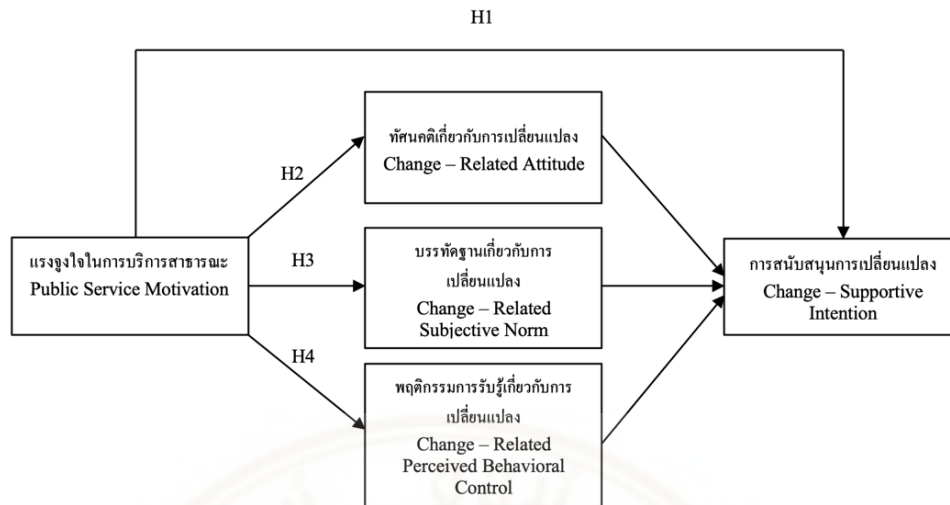 H1
ทัศนคติเกี่ยวกับการเปลี่ยนแปลง
Change – Related Attitude
H2
แรงจูงใจในการบริการสาธารณะ
Public Service Motivation
H3
บรรทัดฐานเกี่ยวกับการ
เปลี่ยนแปลง
Change – Related
Subjective Norm
การสนับสนุนการเปลี่ยนแปลง
Change – Supportive
Intention
H4
พฤติกรรมการรับรู้เกี่ยวกับการ
เปลี่ยนแปลง
Change – Related
Perceived Behavioral
Control